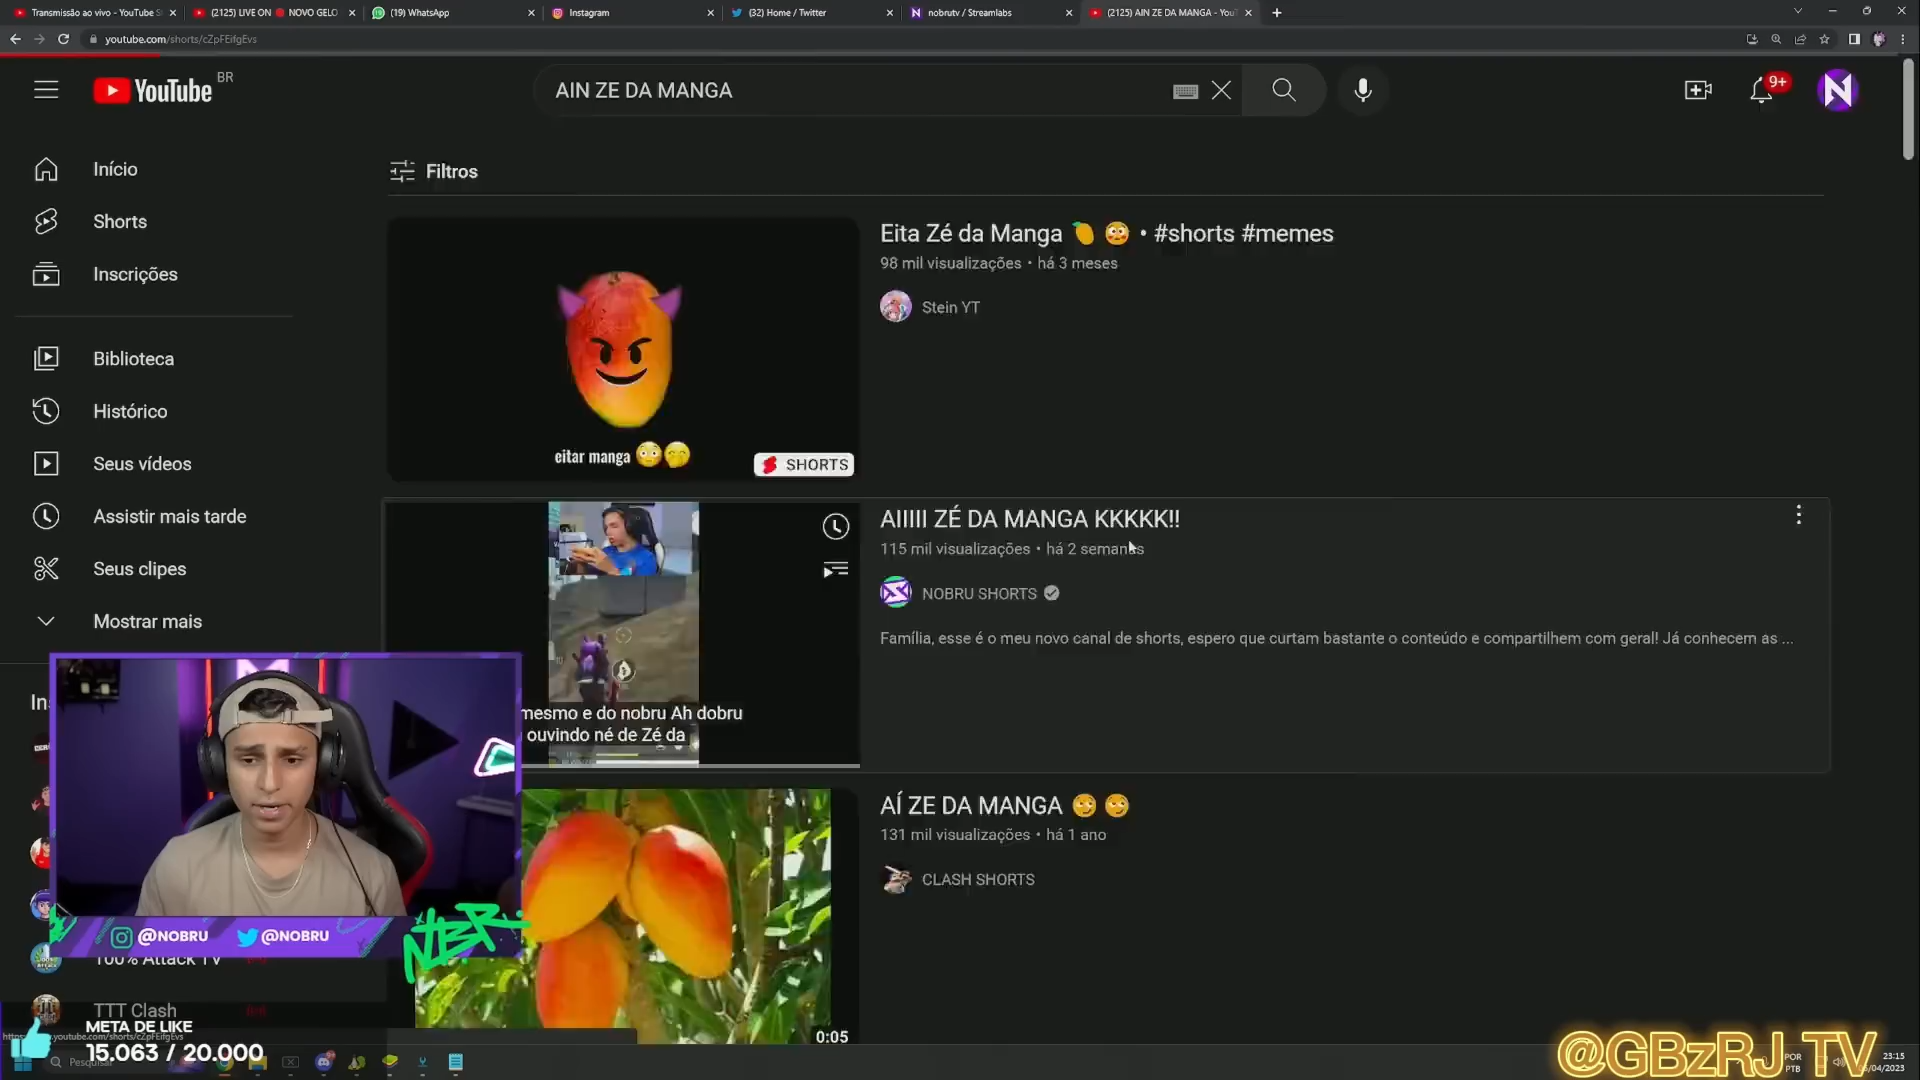 Transmissão ao vivo - YouTube S
(2125) LIVE ON 🔴 NOVO GELO
(19) WhatsApp
Instagram
(32) Home / Twitter
nobrutv / Streamlabs
(2125) AIN ZE DA MANGA - You
youtube.com/shorts/cZpFEifgEvs
YouTube BR
AIN ZE DA MANGA
9+
Início
Shorts
Inscrições
Biblioteca
Histórico
Seus vídeos
Assistir mais tarde
Seus clipes
Mostrar mais
Ins
Filtros
eitar manga 😳🤭
SHORTS
Eita Zé da Manga 🥭 😳 • #shorts #memes
98 mil visualizações • há 3 meses
Stein YT
mesmo e do nobru Ah dobru
ouvindo né de Zé da
AIIIII ZÉ DA MANGA KKKKK!!
115 mil visualizações • há 2 semanas
NOBRU SHORTS
Família, esse é o meu novo canal de shorts, espero que curtam bastante o conteúdo e compartilhem com geral! Já conhecem as ...
AÍ ZE DA MANGA 😏 😏
131 mil visualizações • há 1 ano
CLASH SHORTS
0:05
@NOBRU @NOBRU
NBR
100% Attack TV
TTT Clash
META DE LIKE
15.063 / 20.000
@GBzRJ TV
POR
PTB
23:15